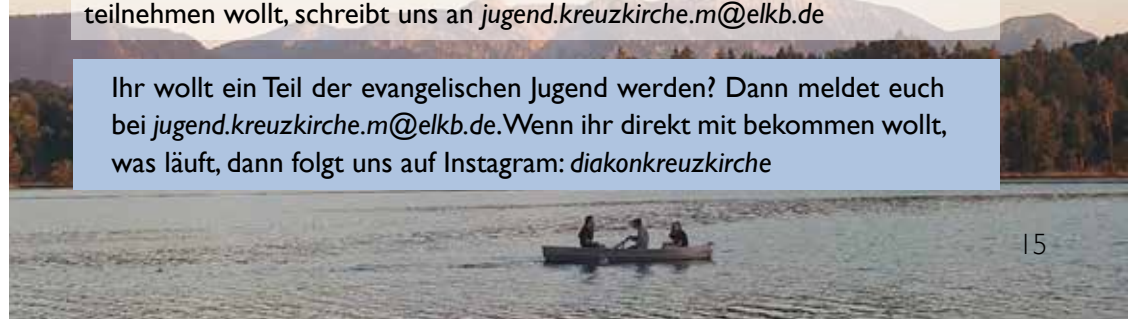 teilnehmen wollt, schreibt uns an jugend.kreuzkirche.m@elkb.de
Ihr wollt ein Teil der evangelischen Jugend werden? Dann meldet euch
bei jugend.kreuzkirche.m@elkb.de. Wenn ihr direkt mit bekommen wollt,
was läuft, dann folgt uns auf Instagram: diakonkreuzkirche
15